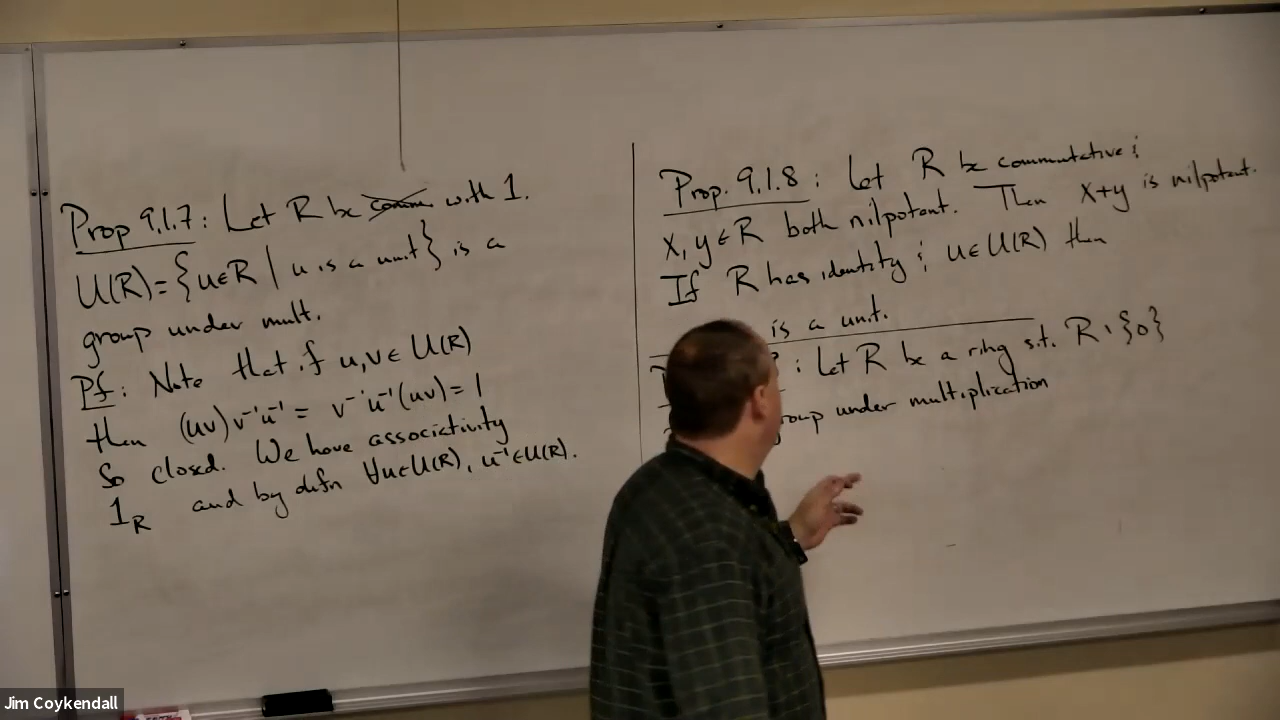 Prop 9.1.7: Let R be comm with 1.
U(R)={u∈R | u is a unit} is a
group under mult.
Pf: Note that if u,v ∈ U(R)
then (uv)v⁻¹u⁻¹ = v⁻¹u⁻¹(uv) = 1
So closed. We have associctivity
1_R and by defn ∀u∈U(R), u⁻¹∈U(R).
Prop. 9.1.8: Let R be commutative &
x,y∈R both nilpotent. Then x+y is nilpotent.
If R has identity & u∈U(R) then
is a unit.
: Let R be a ring s.t. R∖{0}
group under multiplication
Jim Coykendall